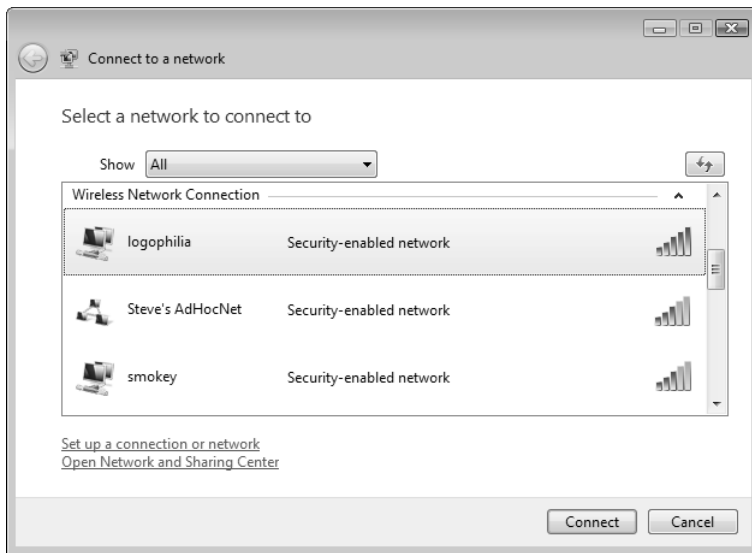 Connect to a network
Select a network to connect to
Show All
Wireless Network Connection
logophilia Security-enabled network
Steve's AdHocNet Security-enabled network
smokey Security-enabled network
Set up a connection or network
Open Network and Sharing Center
Connect Cancel